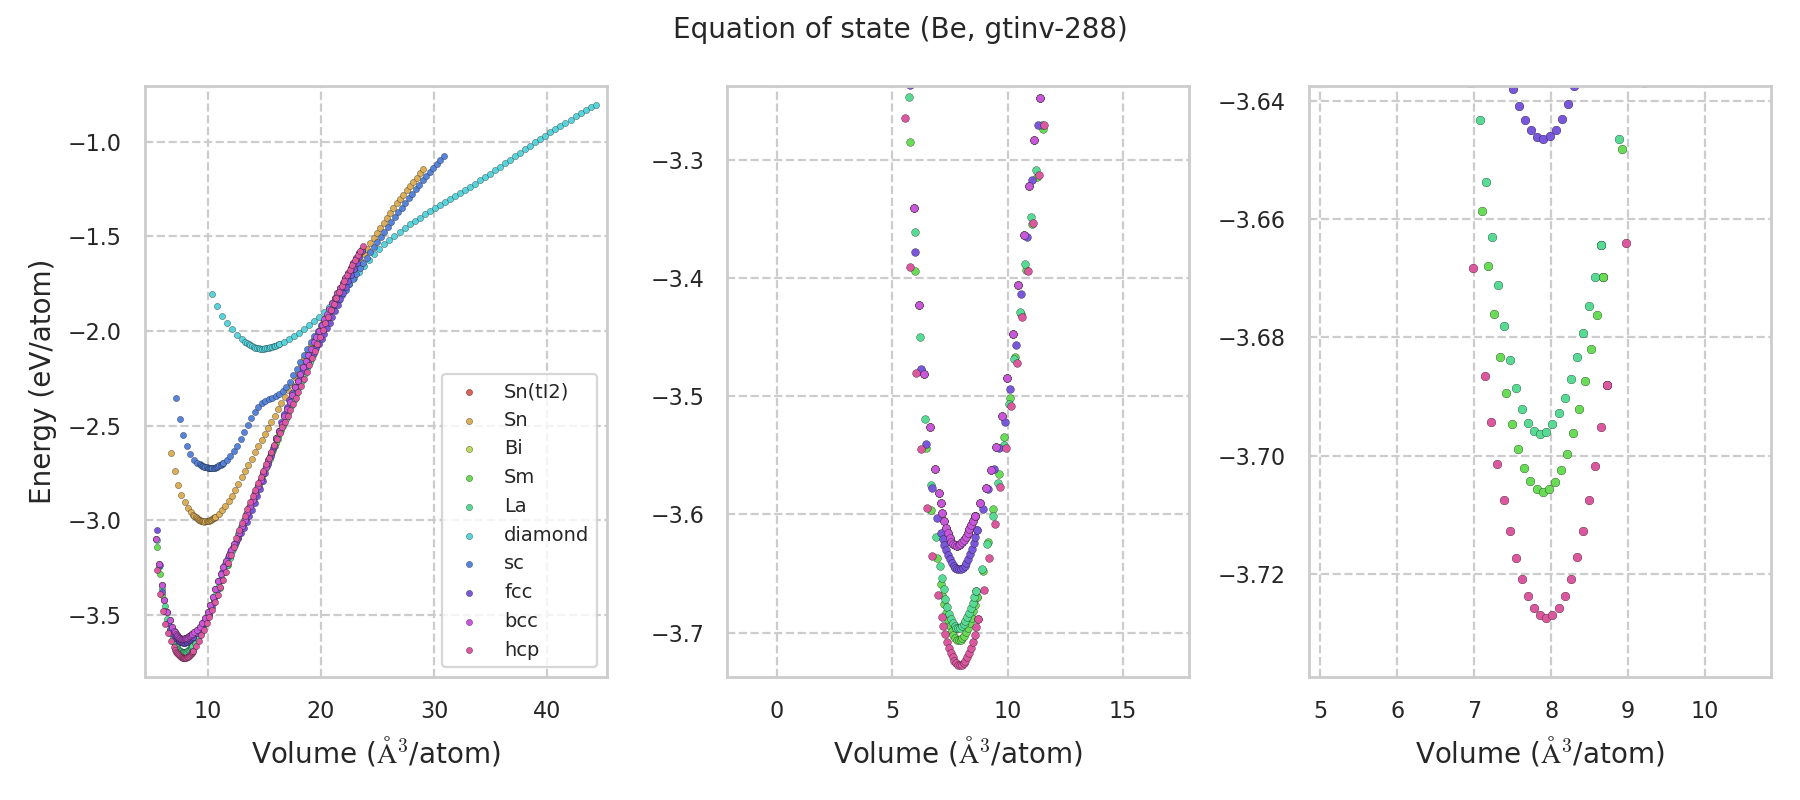 Equation of state (Be, gtinv-288)
Energy (eV/atom)
−1.0
−1.5
−2.0
−2.5
−3.0
−3.5
10 20 30 40
Volume (Å³/atom)
Sn(tI2)
Sn
Bi
Sm
La
diamond
sc
fcc
bcc
hcp
−3.3
−3.4
−3.5
−3.6
−3.7
0 5 10 15
Volume (Å³/atom)
−3.64
−3.66
−3.68
−3.70
−3.72
5 6 7 8 9 10
Volume (Å³/atom)